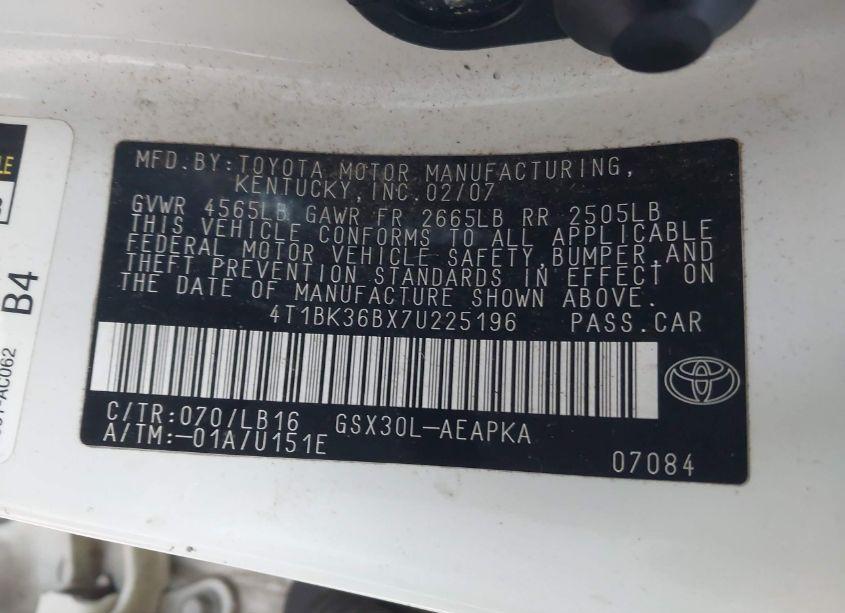 MFD.BY:TOYOTA MOTOR MANUFACTURING,
KENTUCKY,INC.02/07
GVWR 4565LB GAWR FR 2665LB RR 2505LB
THIS VEHICLE CONFORMS TO ALL APPLICABLE
FEDERAL MOTOR VEHICLE SAFETY,BUMPER,AND
THEFT PREVENTION STANDARDS IN EFFECT ON
THE DATE OF MANUFACTURE SHOWN ABOVE.
4T1BK36BX7U225196 PASS.CAR
C/TR:070/LB16 GSX30L-AEAPKA
A/TM:-01A/U151E
07084
B4